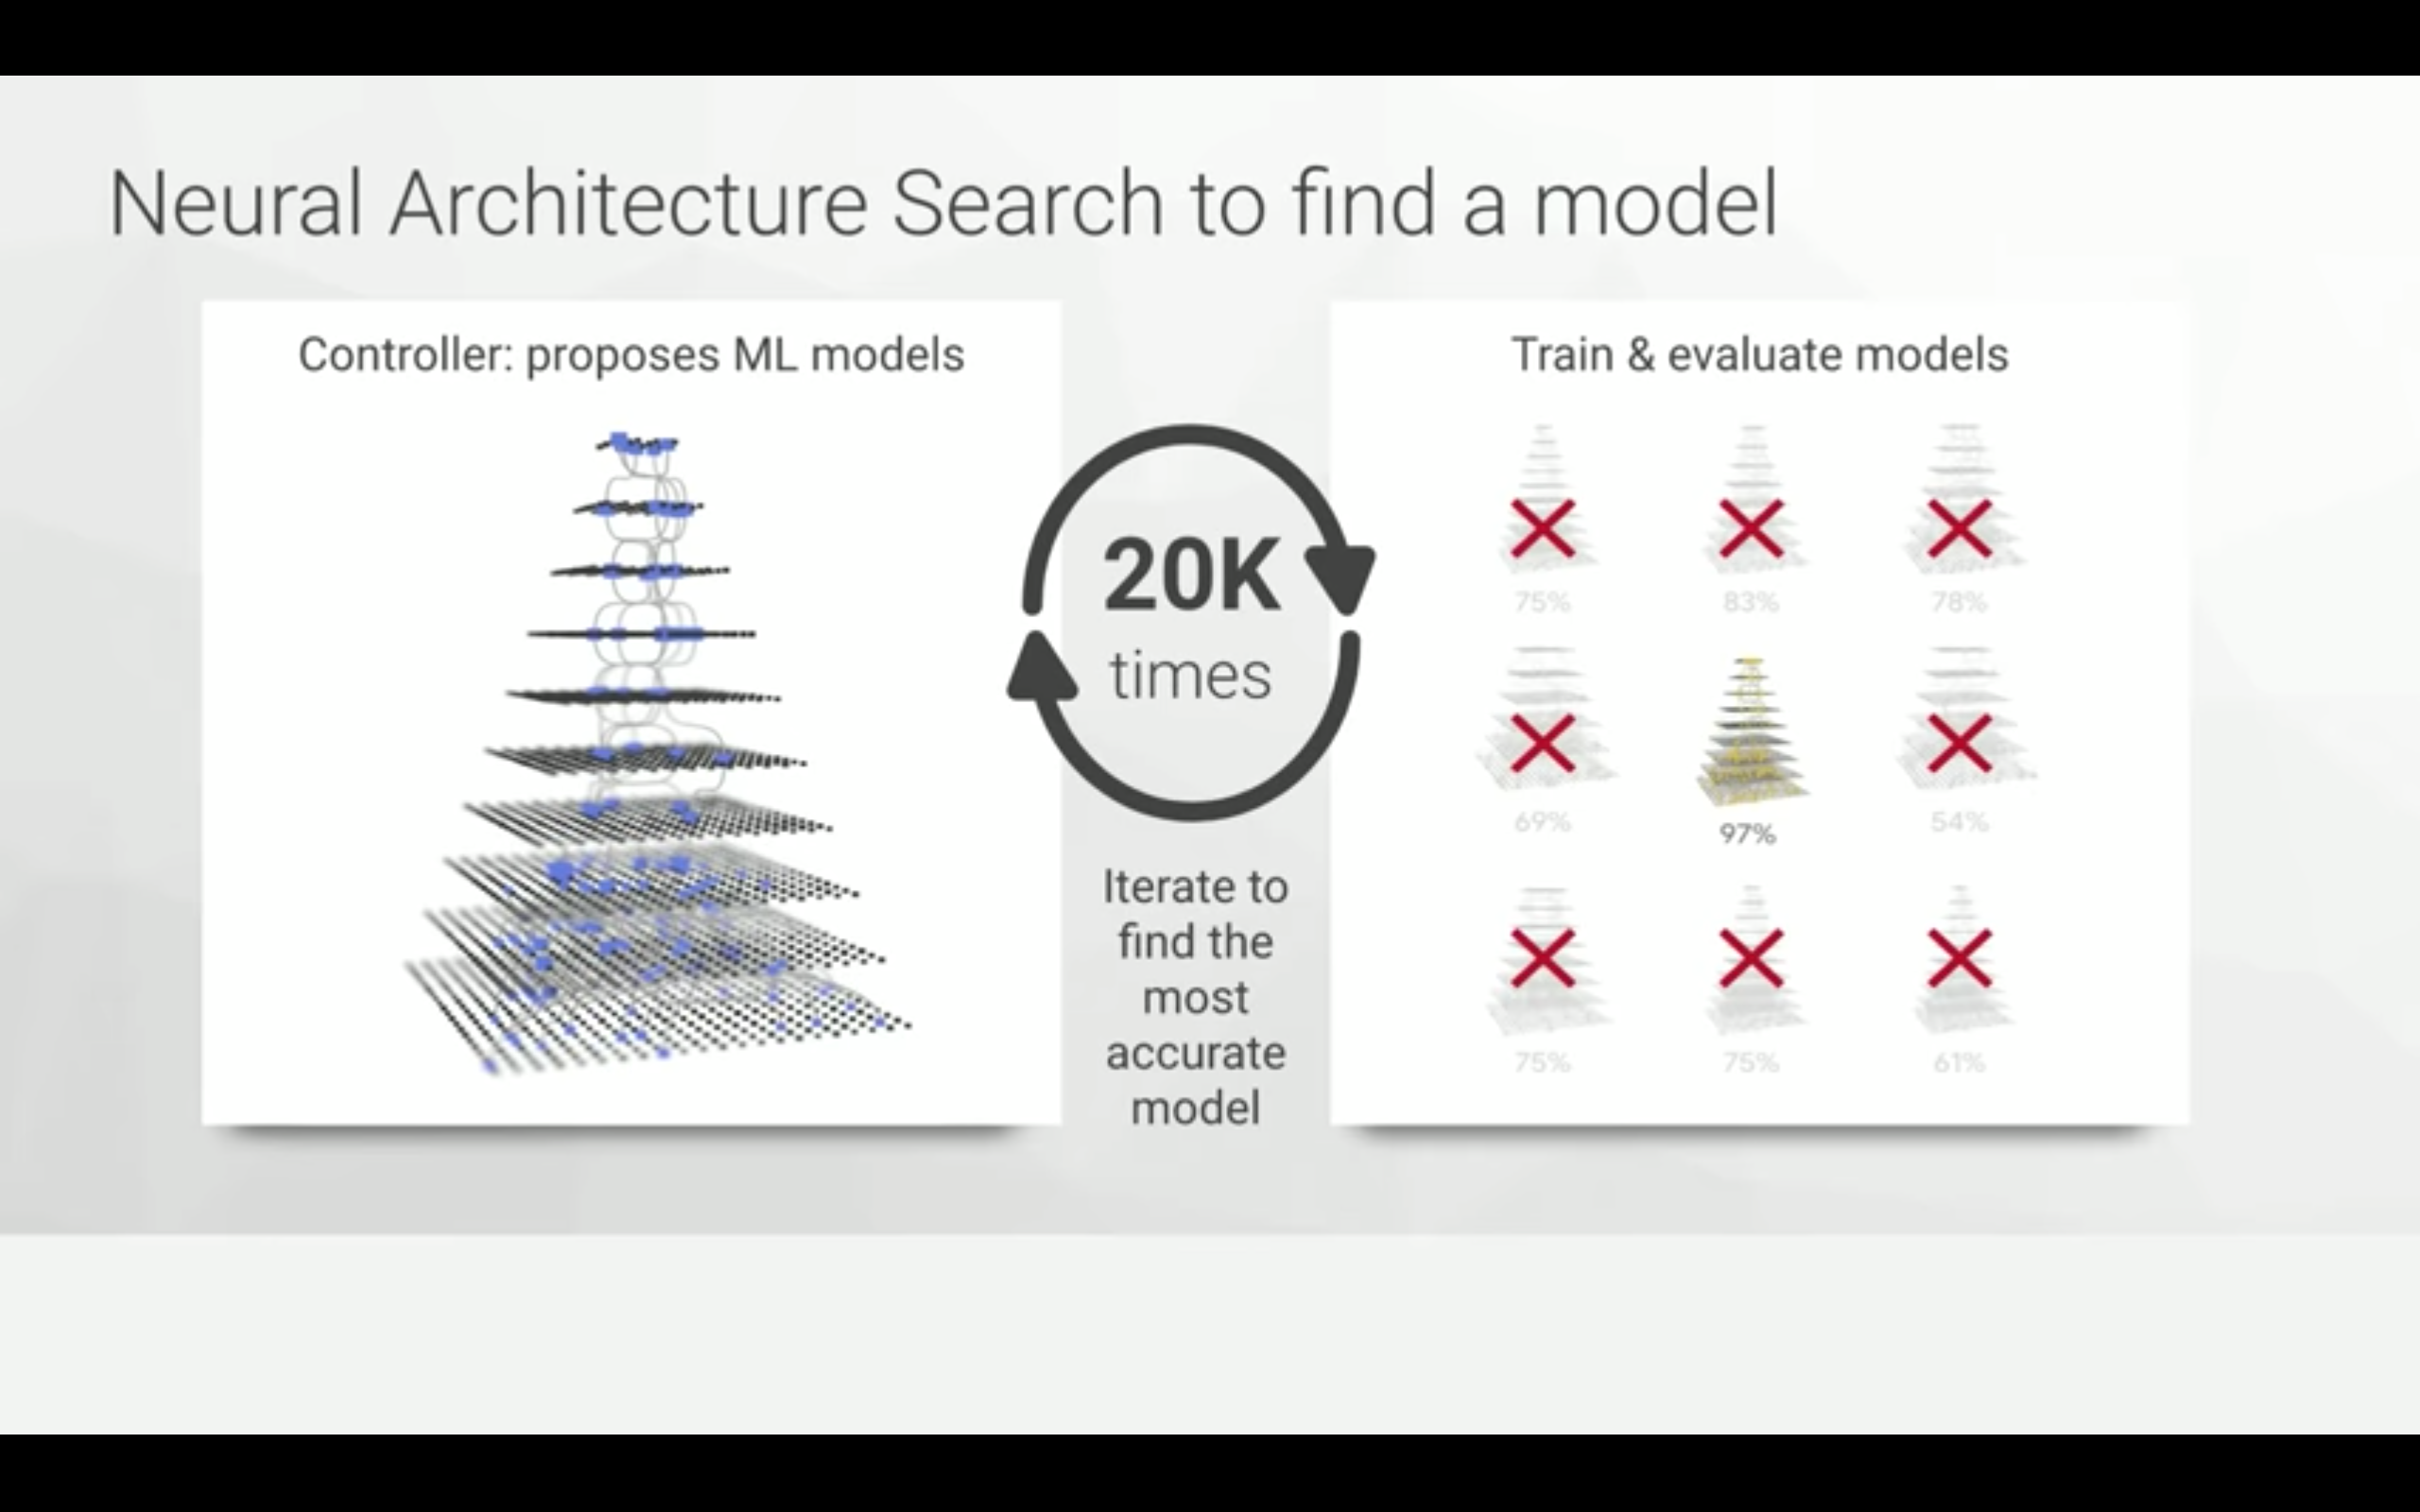 Neural Architecture Search to find a model
Controller: proposes ML models
20K
times
Iterate to
find the
most
accurate
model
Train & evaluate models
75%
83%
78%
69%
97%
54%
75%
75%
61%